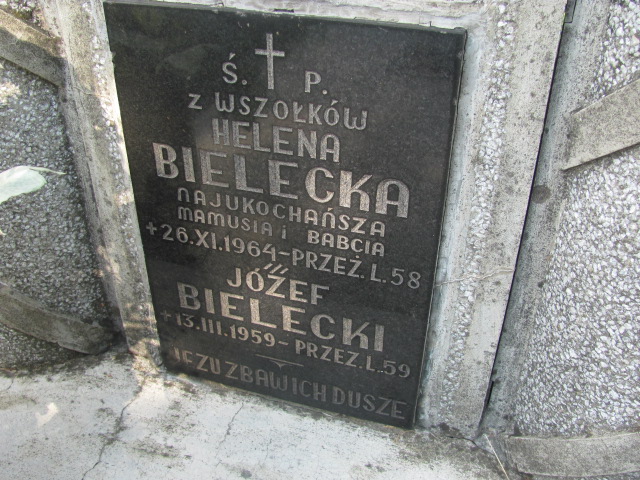 Ś. P.
Z WSZOŁKÓW
HELENA
BIELECKA
NAJUKOCHAŃSZA
MAMUSIA I BABCIA
+26.XI.1964-PRZEŻ.L.58
JÓZEF
BIELECKI
+13.III.1959-PRZEŻ.L.59
JEZU ZBAW ICH DUSZE